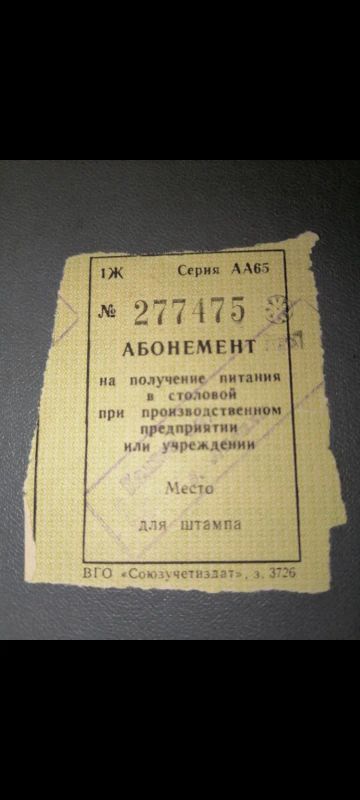 1Ж Серия АА65
№ 277475
АБОНЕМЕНТ
на получение питания
в столовой
при производственном
предприятии
или учреждении
Место
для штампа
ВГО «Союзучетиздат», з. 3726